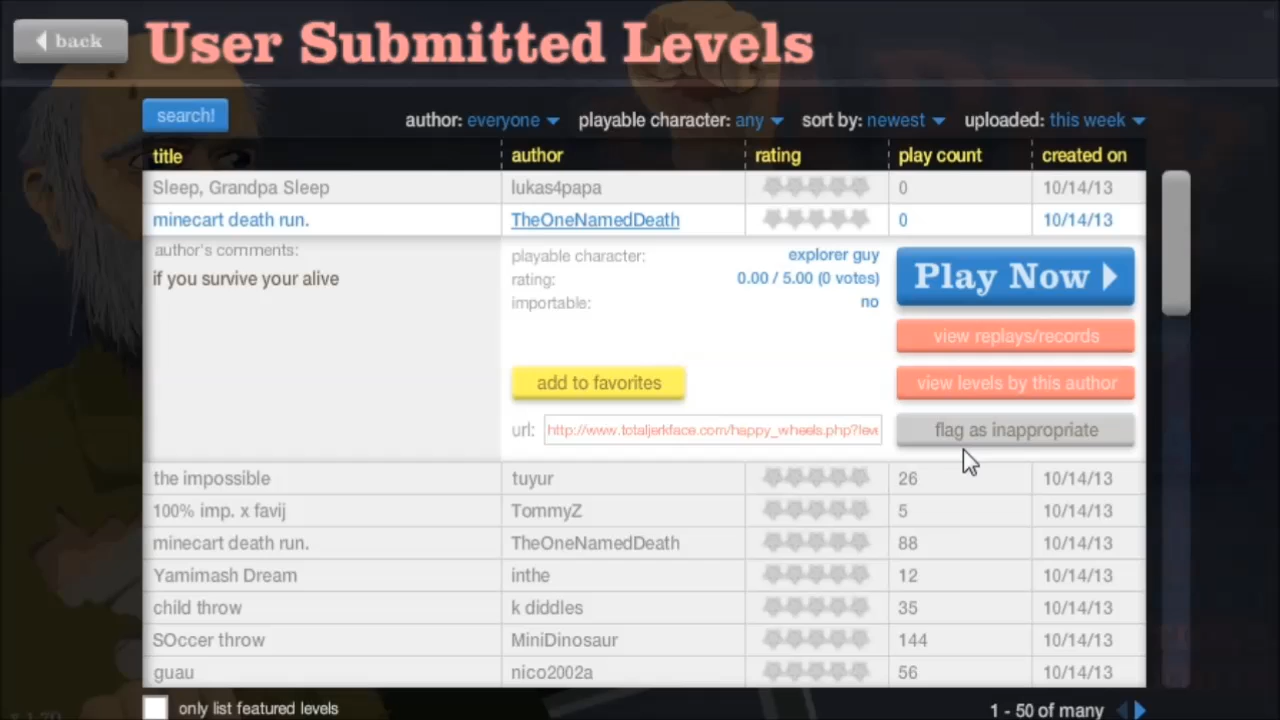 back
User Submitted Levels
search!
author: everyone playable character: any sort by: newest uploaded: this week
title author rating play count created on
Sleep, Grandpa Sleep lukas4papa 0 10/14/13
minecart death run. TheOneNamedDeath 0 10/14/13
author's comments:
if you survive your alive
playable character: explorer guy
rating: 0.00 / 5.00 (0 votes)
importable: no
add to favorites
url: http://www.totaljerkface.com/happy_wheels.php?leve
Play Now
view replays/records
view levels by this author
flag as inappropriate
the impossible tuyur 26 10/14/13
100% imp. x favij TommyZ 5 10/14/13
minecart death run. TheOneNamedDeath 88 10/14/13
Yamimash Dream inthe 12 10/14/13
child throw k diddles 35 10/14/13
SOccer throw MiniDinosaur 144 10/14/13
guau nico2002a 56 10/14/13
only list featured levels
1 - 50 of many